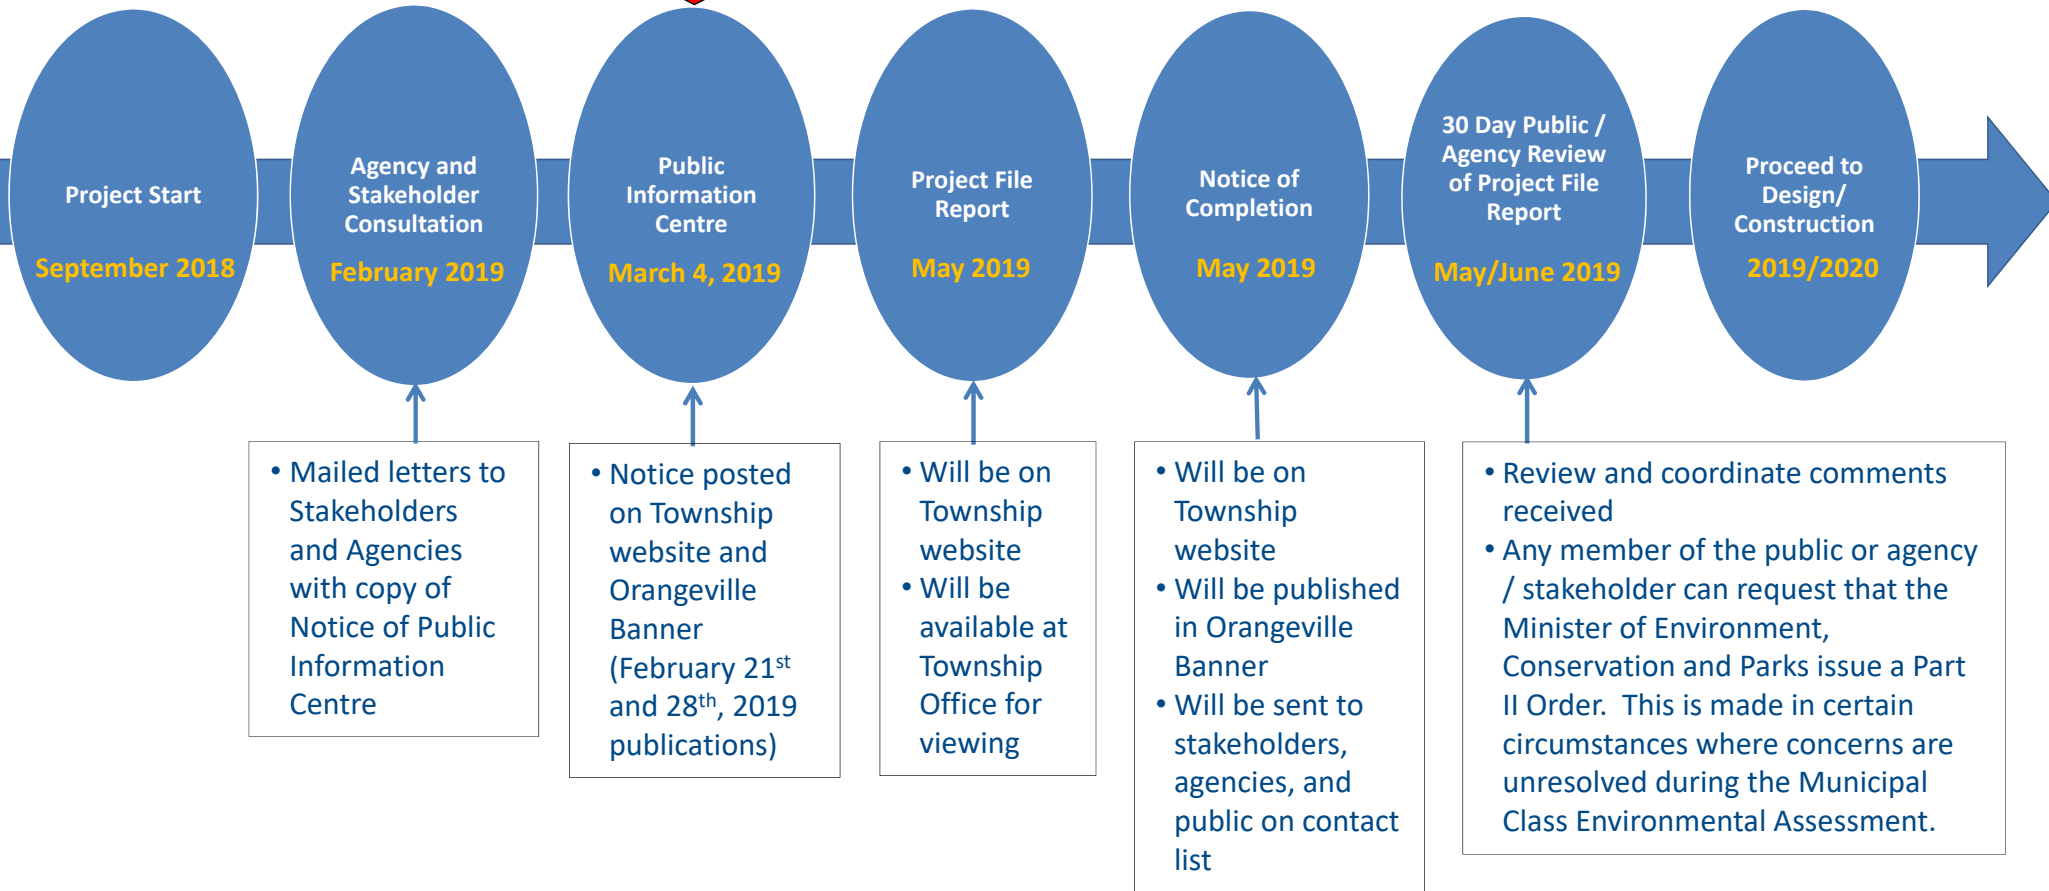 Project Start
September 2018
Agency and
Stakeholder
Consultation
February 2019
Public
Information
Centre
March 4, 2019
Project File
Report
May 2019
Notice of
Completion
May 2019
30 Day Public /
Agency Review
of Project File
Report
May/June 2019
Proceed to
Design/
Construction
2019/2020
• Mailed letters to
Stakeholders
and Agencies
with copy of
Notice of Public
Information
Centre
• Notice posted
on Township
website and
Orangeville
Banner
(February 21st
and 28th, 2019
publications)
• Will be on
Township
website
• Will be
available at
Township
Office for
viewing
• Will be on
Township
website
• Will be published
in Orangeville
Banner
• Will be sent to
stakeholders,
agencies, and
public on contact
list
• Review and coordinate comments
received
• Any member of the public or agency
/ stakeholder can request that the
Minister of Environment,
Conservation and Parks issue a Part
II Order.  This is made in certain
circumstances where concerns are
unresolved during the Municipal
Class Environmental Assessment.